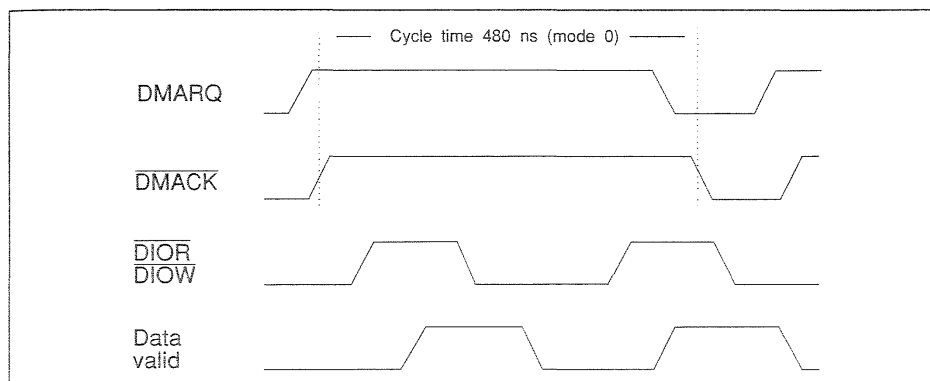 Cycle time 480 ns (mode 0)
DMARQ
DMACK
DIOR
DIOW
Data
valid